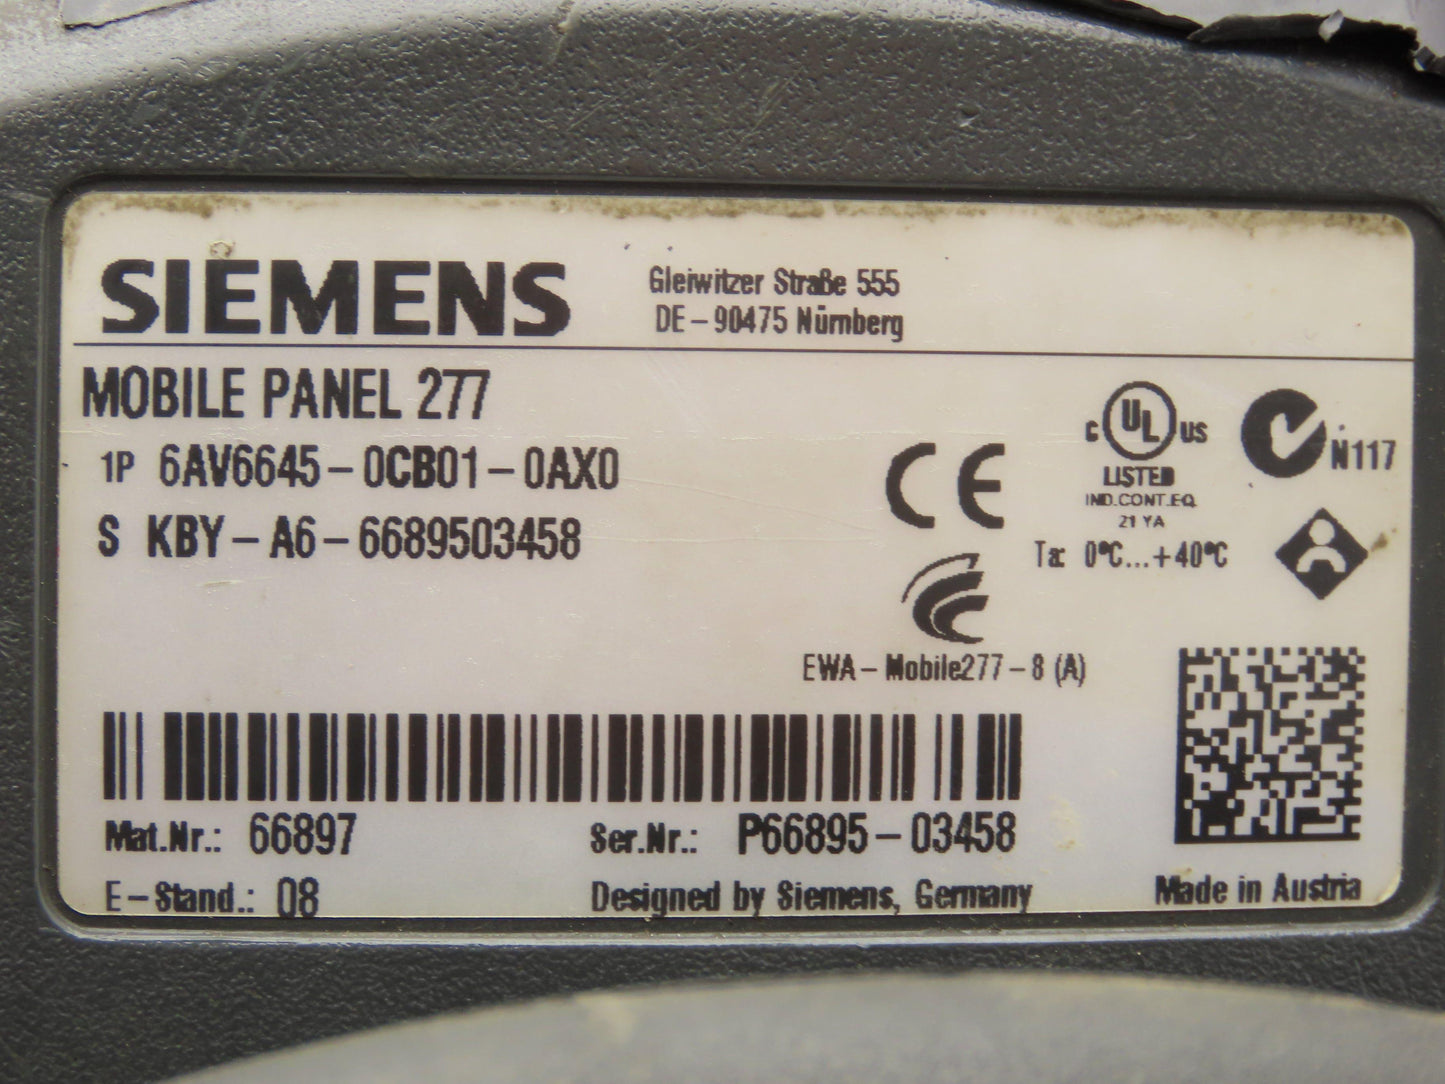 SIEMENS
Gleiwitzer Straße 555
DE-90475 Nürnberg
MOBILE PANEL 277
1P 6AV6645-0CB01-0AX0
S KBY-A6-6689503458
CE
C UL US
LISTED
IND.CONT.EQ.
21 YA
N117
Ta: 0°C...+40°C
EWA-Mobile277-8 (A)
Mat.Nr.: 66897
Ser.Nr.: P66895-03458
E-Stand.: 08
Designed by Siemens, Germany
Made in Austria